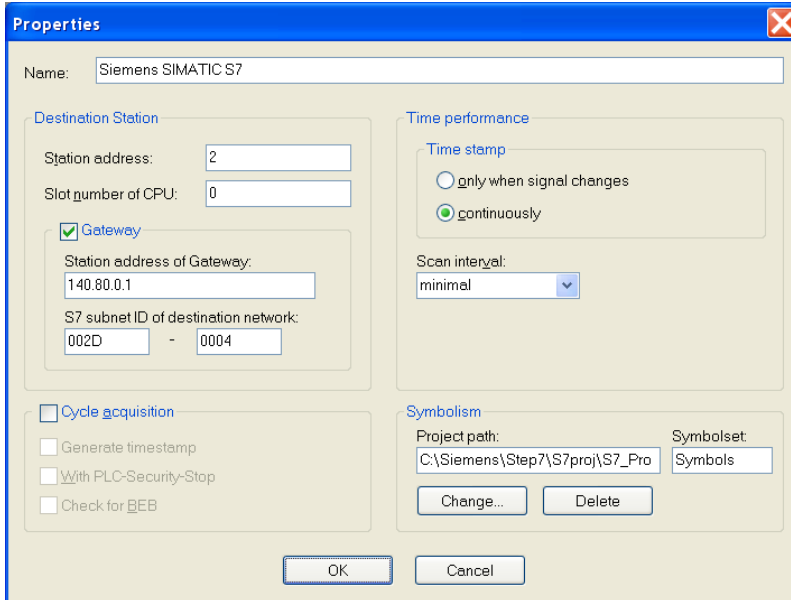 Properties
Name: Siemens SIMATIC S7
Destination Station
Station address: 2
Slot number of CPU: 0
Gateway
Station address of Gateway:
140.80.0.1
S7 subnet ID of destination network:
002D - 0004
Time performance
Time stamp
only when signal changes
continuously
Scan interval:
minimal
Cycle acquisition
Generate timestamp
With PLC-Security-Stop
Check for BEB
Symbolism
Project path: Symbolset:
C:\Siemens\Step7\S7proj\S7_Pro Symbols
Change... Delete
OK Cancel